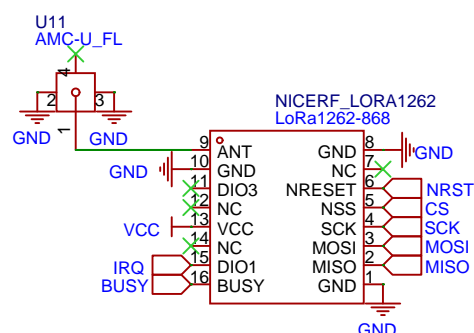 U11
AMC-U_FL
4
2
3
GND
GND
1
NICERF_LORA1262
LoRa1262-868
9 ANT GND 8 GND
GND 10 GND NC 7
11 DIO3 NRESET 6 NRST
12 NC NSS 5 CS
VCC 13 VCC SCK 4 SCK
14 NC MOSI 3 MOSI
IRQ 15 DIO1 MISO 2 MISO
BUSY 16 BUSY GND 1
GND